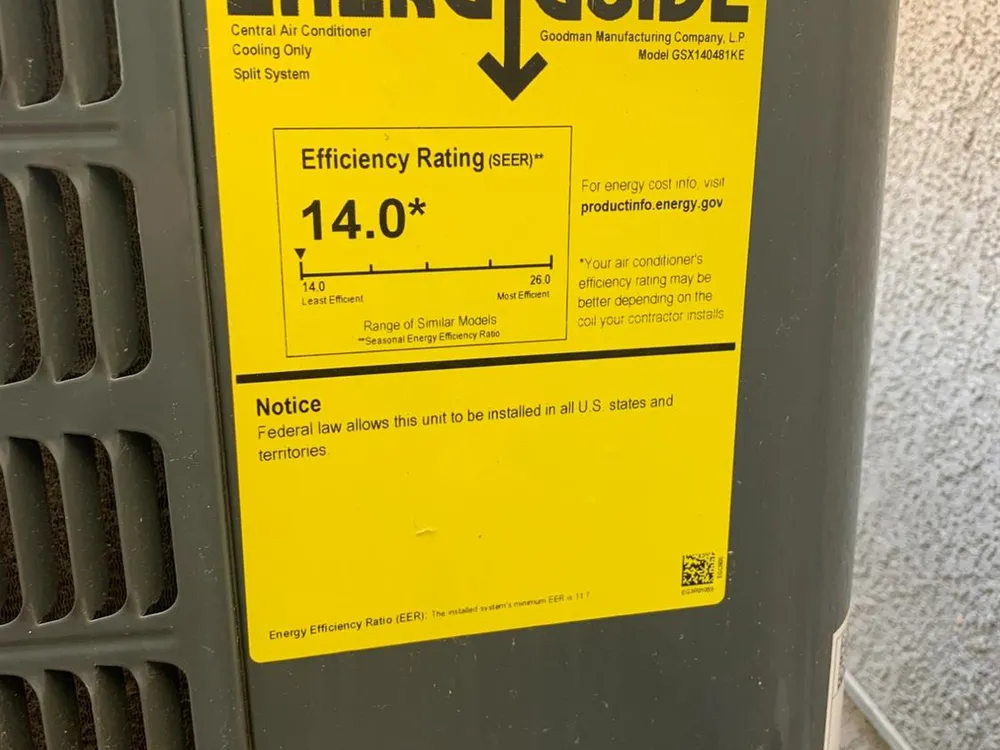 ENERGYGUIDE
Central Air Conditioner
Cooling Only
Split System
Goodman Manufacturing Company, L.P.
Model GSX140481KE
Efficiency Rating (SEER)**
14.0*
14.0
26.0
Least Efficient
Most Efficient
Range of Similar Models
**Seasonal Energy Efficiency Ratio
For energy cost info, visit
productinfo.energy.gov
*Your air conditioner's
efficiency rating may be
better depending on the
coil your contractor installs
Notice
Federal law allows this unit to be installed in all U.S. states and
territories.
Energy Efficiency Ratio (EER): The installed system's minimum EER is 11.7